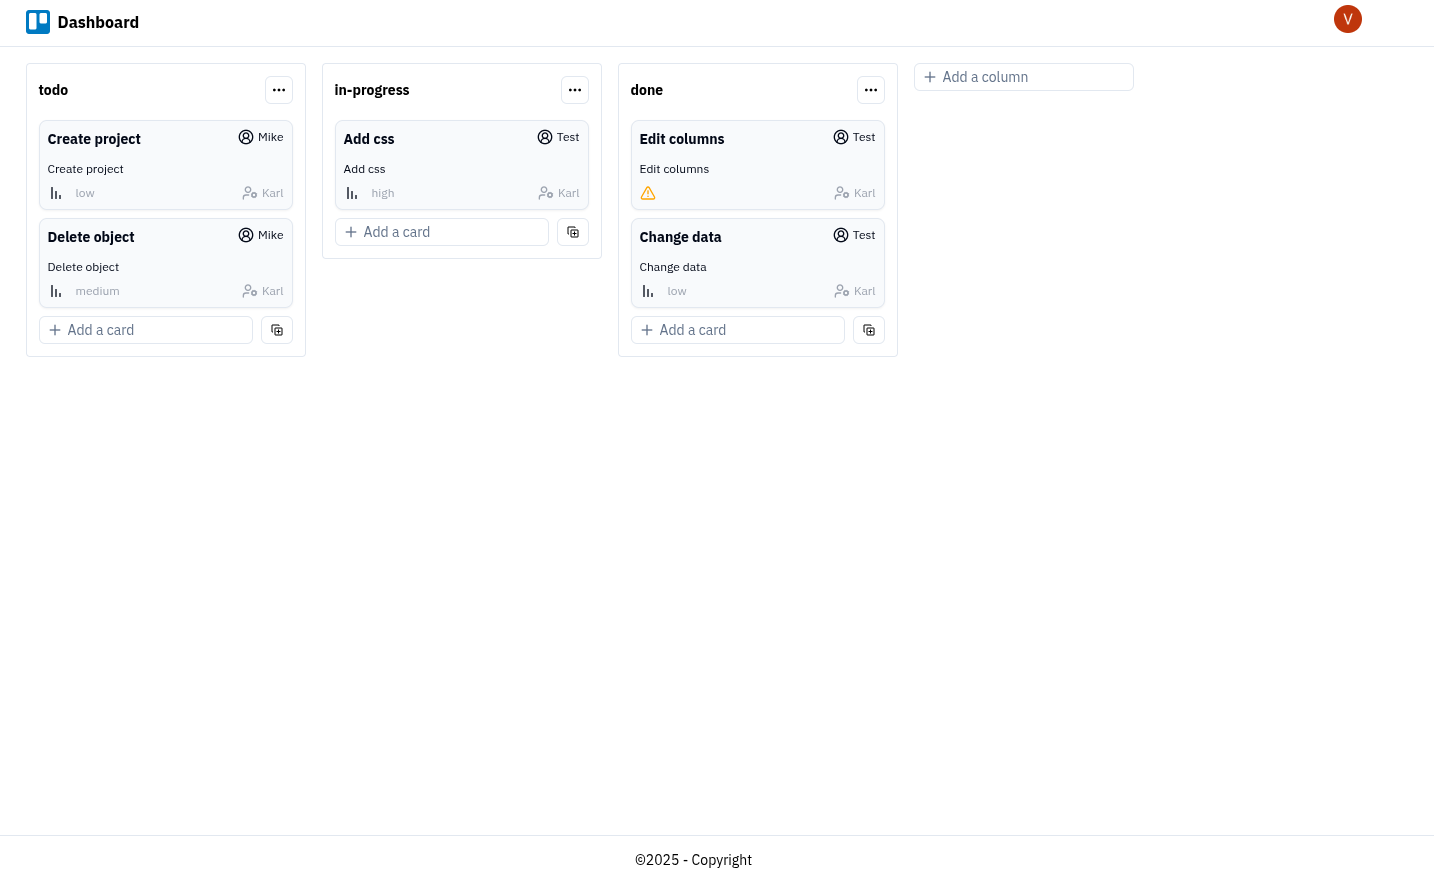 Dashboard
V
todo
Create project
Mike
Create project
low
Karl
Delete object
Mike
Delete object
medium
Karl
Add a card
in-progress
Add css
Test
Add css
high
Karl
Add a card
done
Edit columns
Test
Edit columns
Karl
Change data
Test
Change data
low
Karl
Add a card
Add a column
©2025 - Copyright